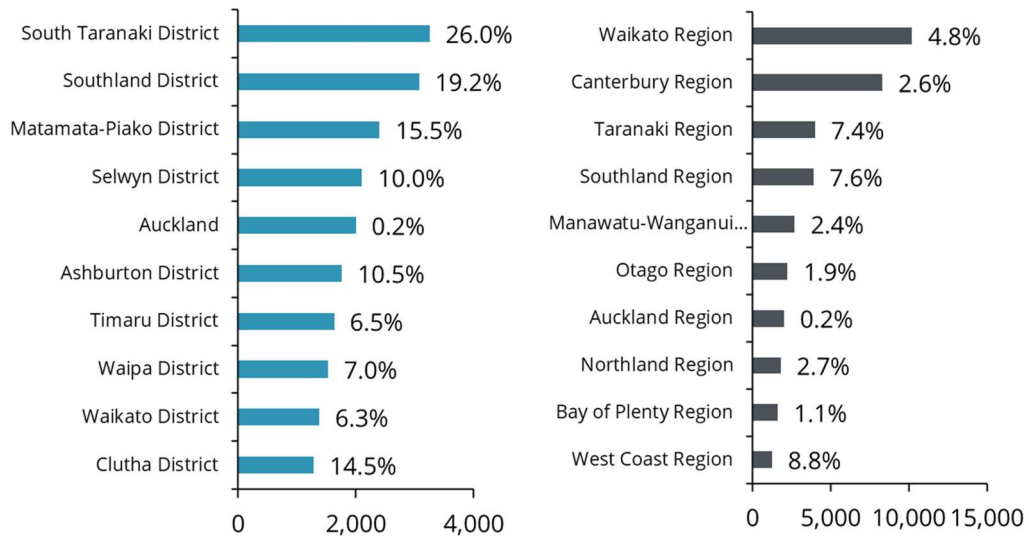 South Taranaki District 26.0%
Southland District 19.2%
Matamata-Piako District 15.5%
Selwyn District 10.0%
Auckland 0.2%
Ashburton District 10.5%
Timaru District 6.5%
Waipa District 7.0%
Waikato District 6.3%
Clutha District 14.5%
0 2,000 4,000
Waikato Region 4.8%
Canterbury Region 2.6%
Taranaki Region 7.4%
Southland Region 7.6%
Manawatu-Wanganui... 2.4%
Otago Region 1.9%
Auckland Region 0.2%
Northland Region 2.7%
Bay of Plenty Region 1.1%
West Coast Region 8.8%
0 5,000 10,000 15,000